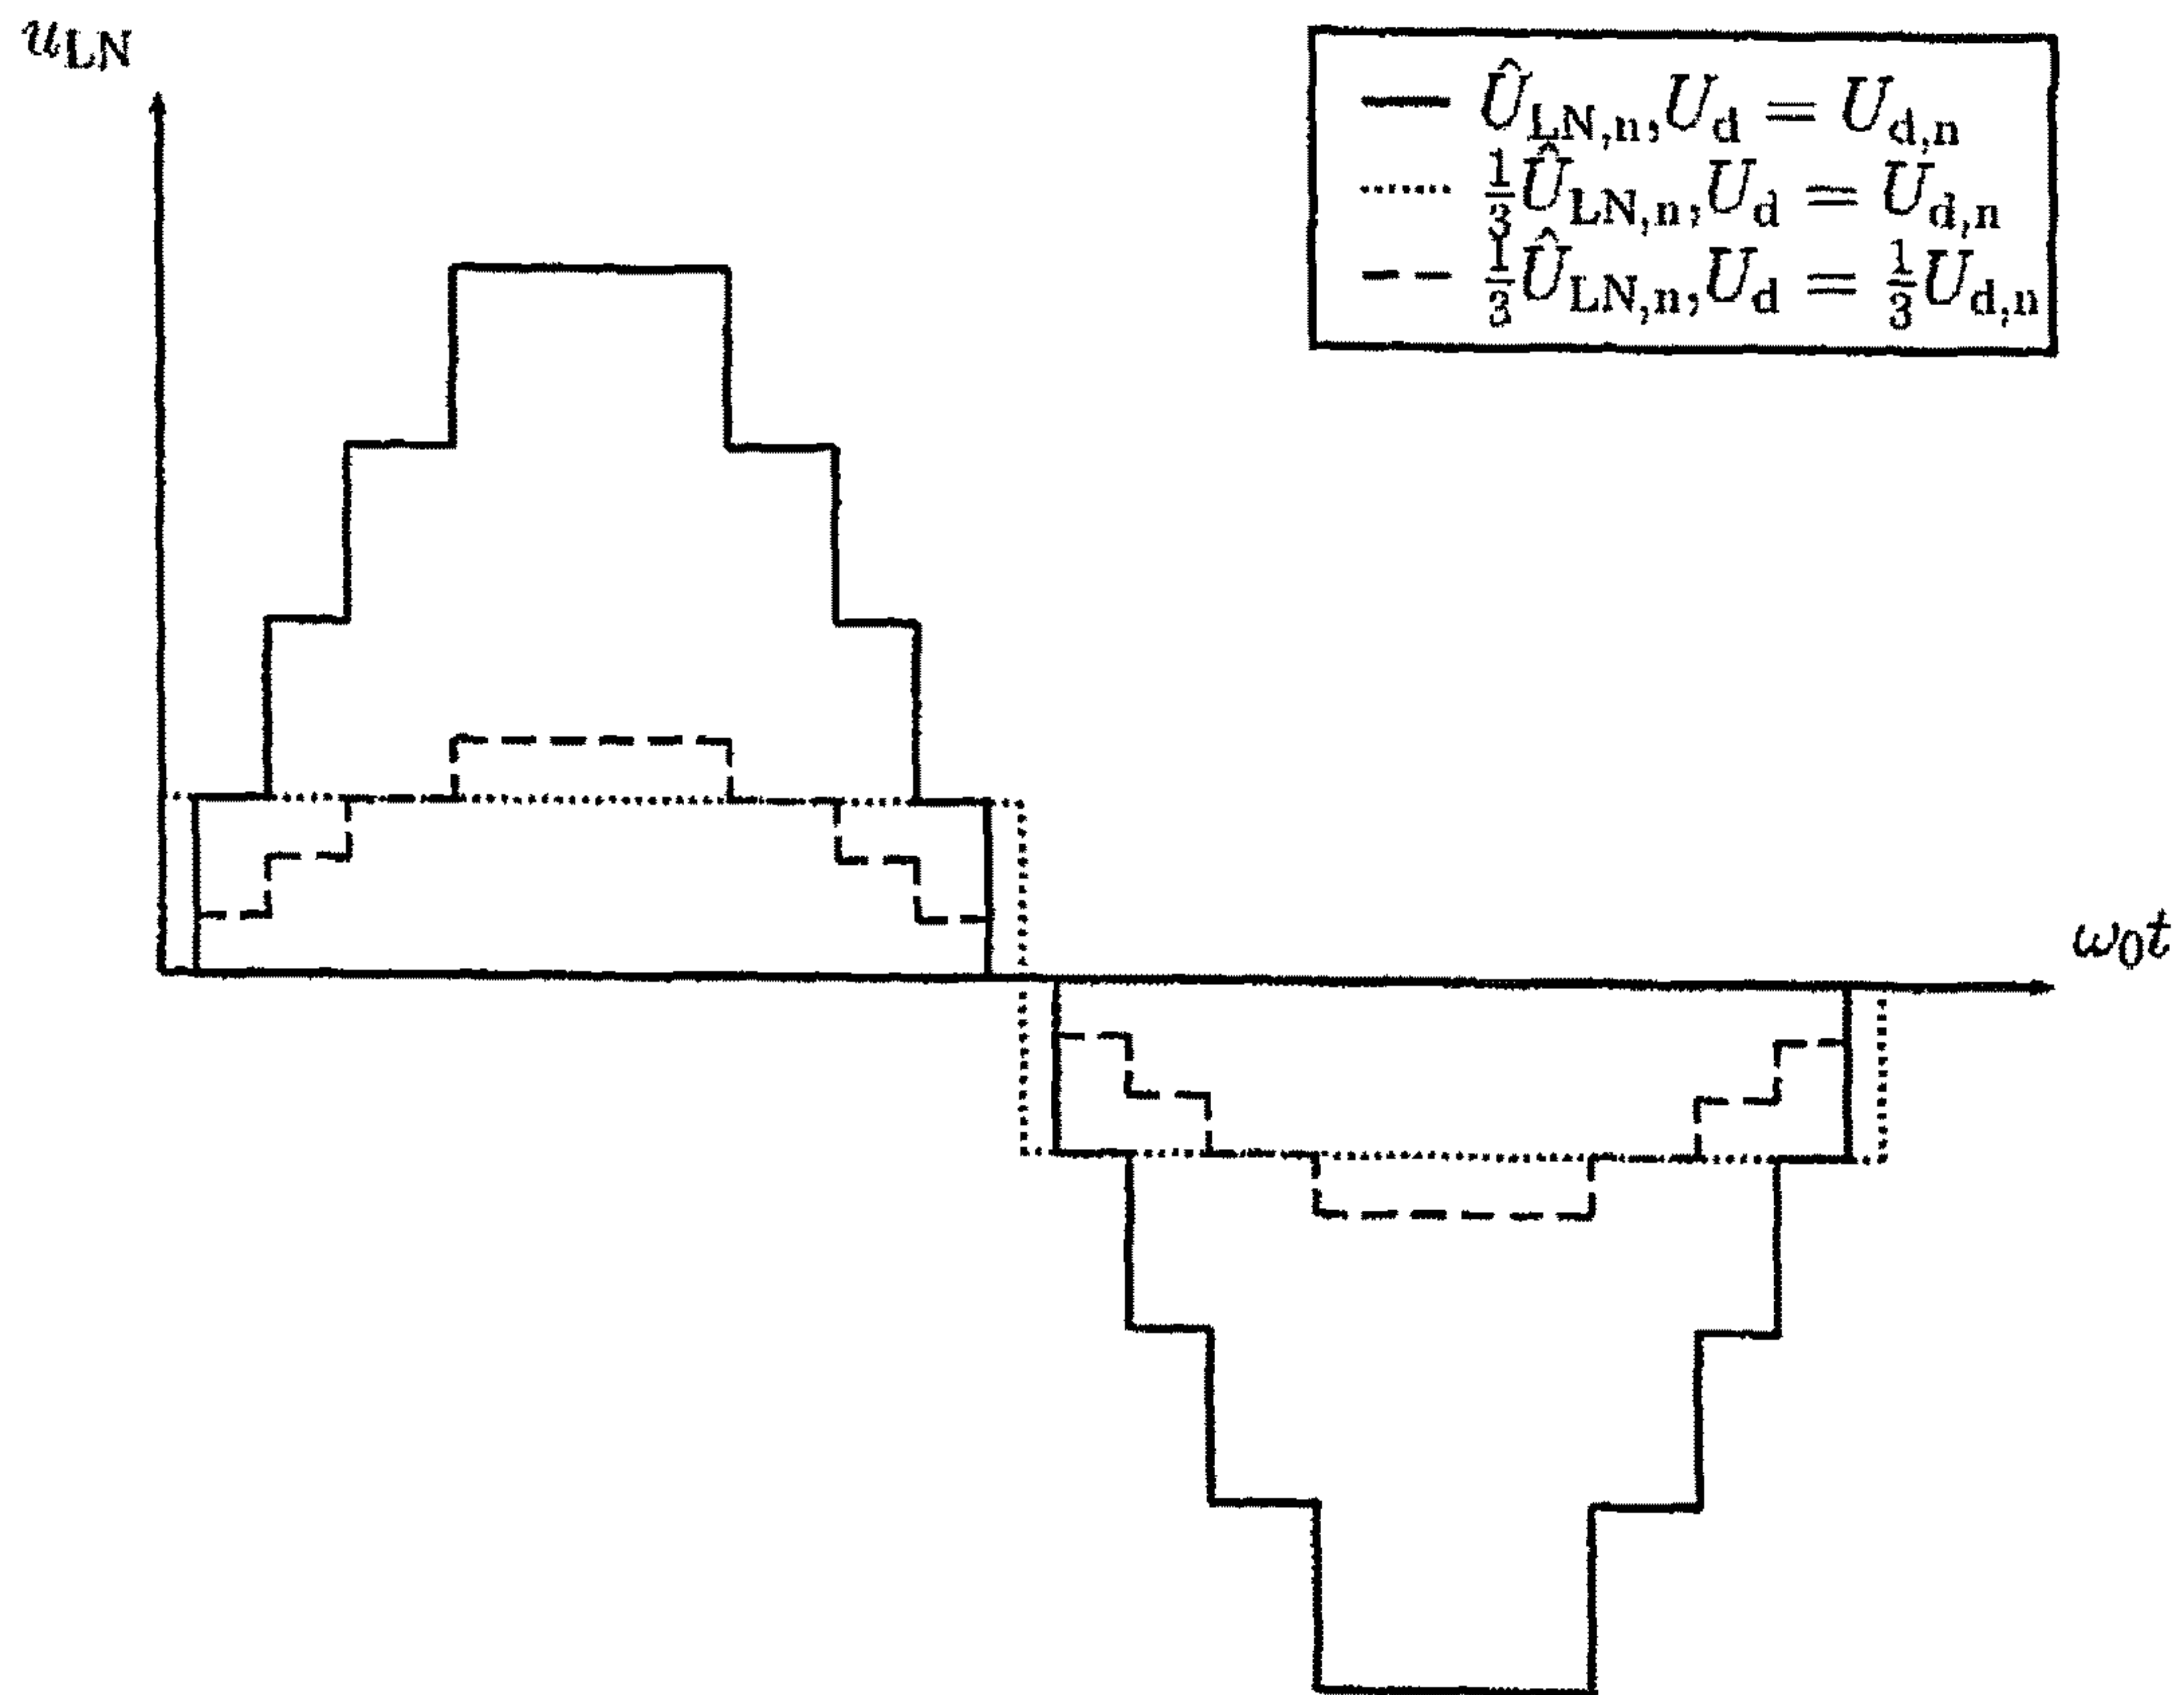 u_LN
Û_LN,n, U_d = U_d,n
1/3 Û_LN,n, U_d = U_d,n
1/3 Û_LN,n, U_d = 1/3 U_d,n
ω_0t